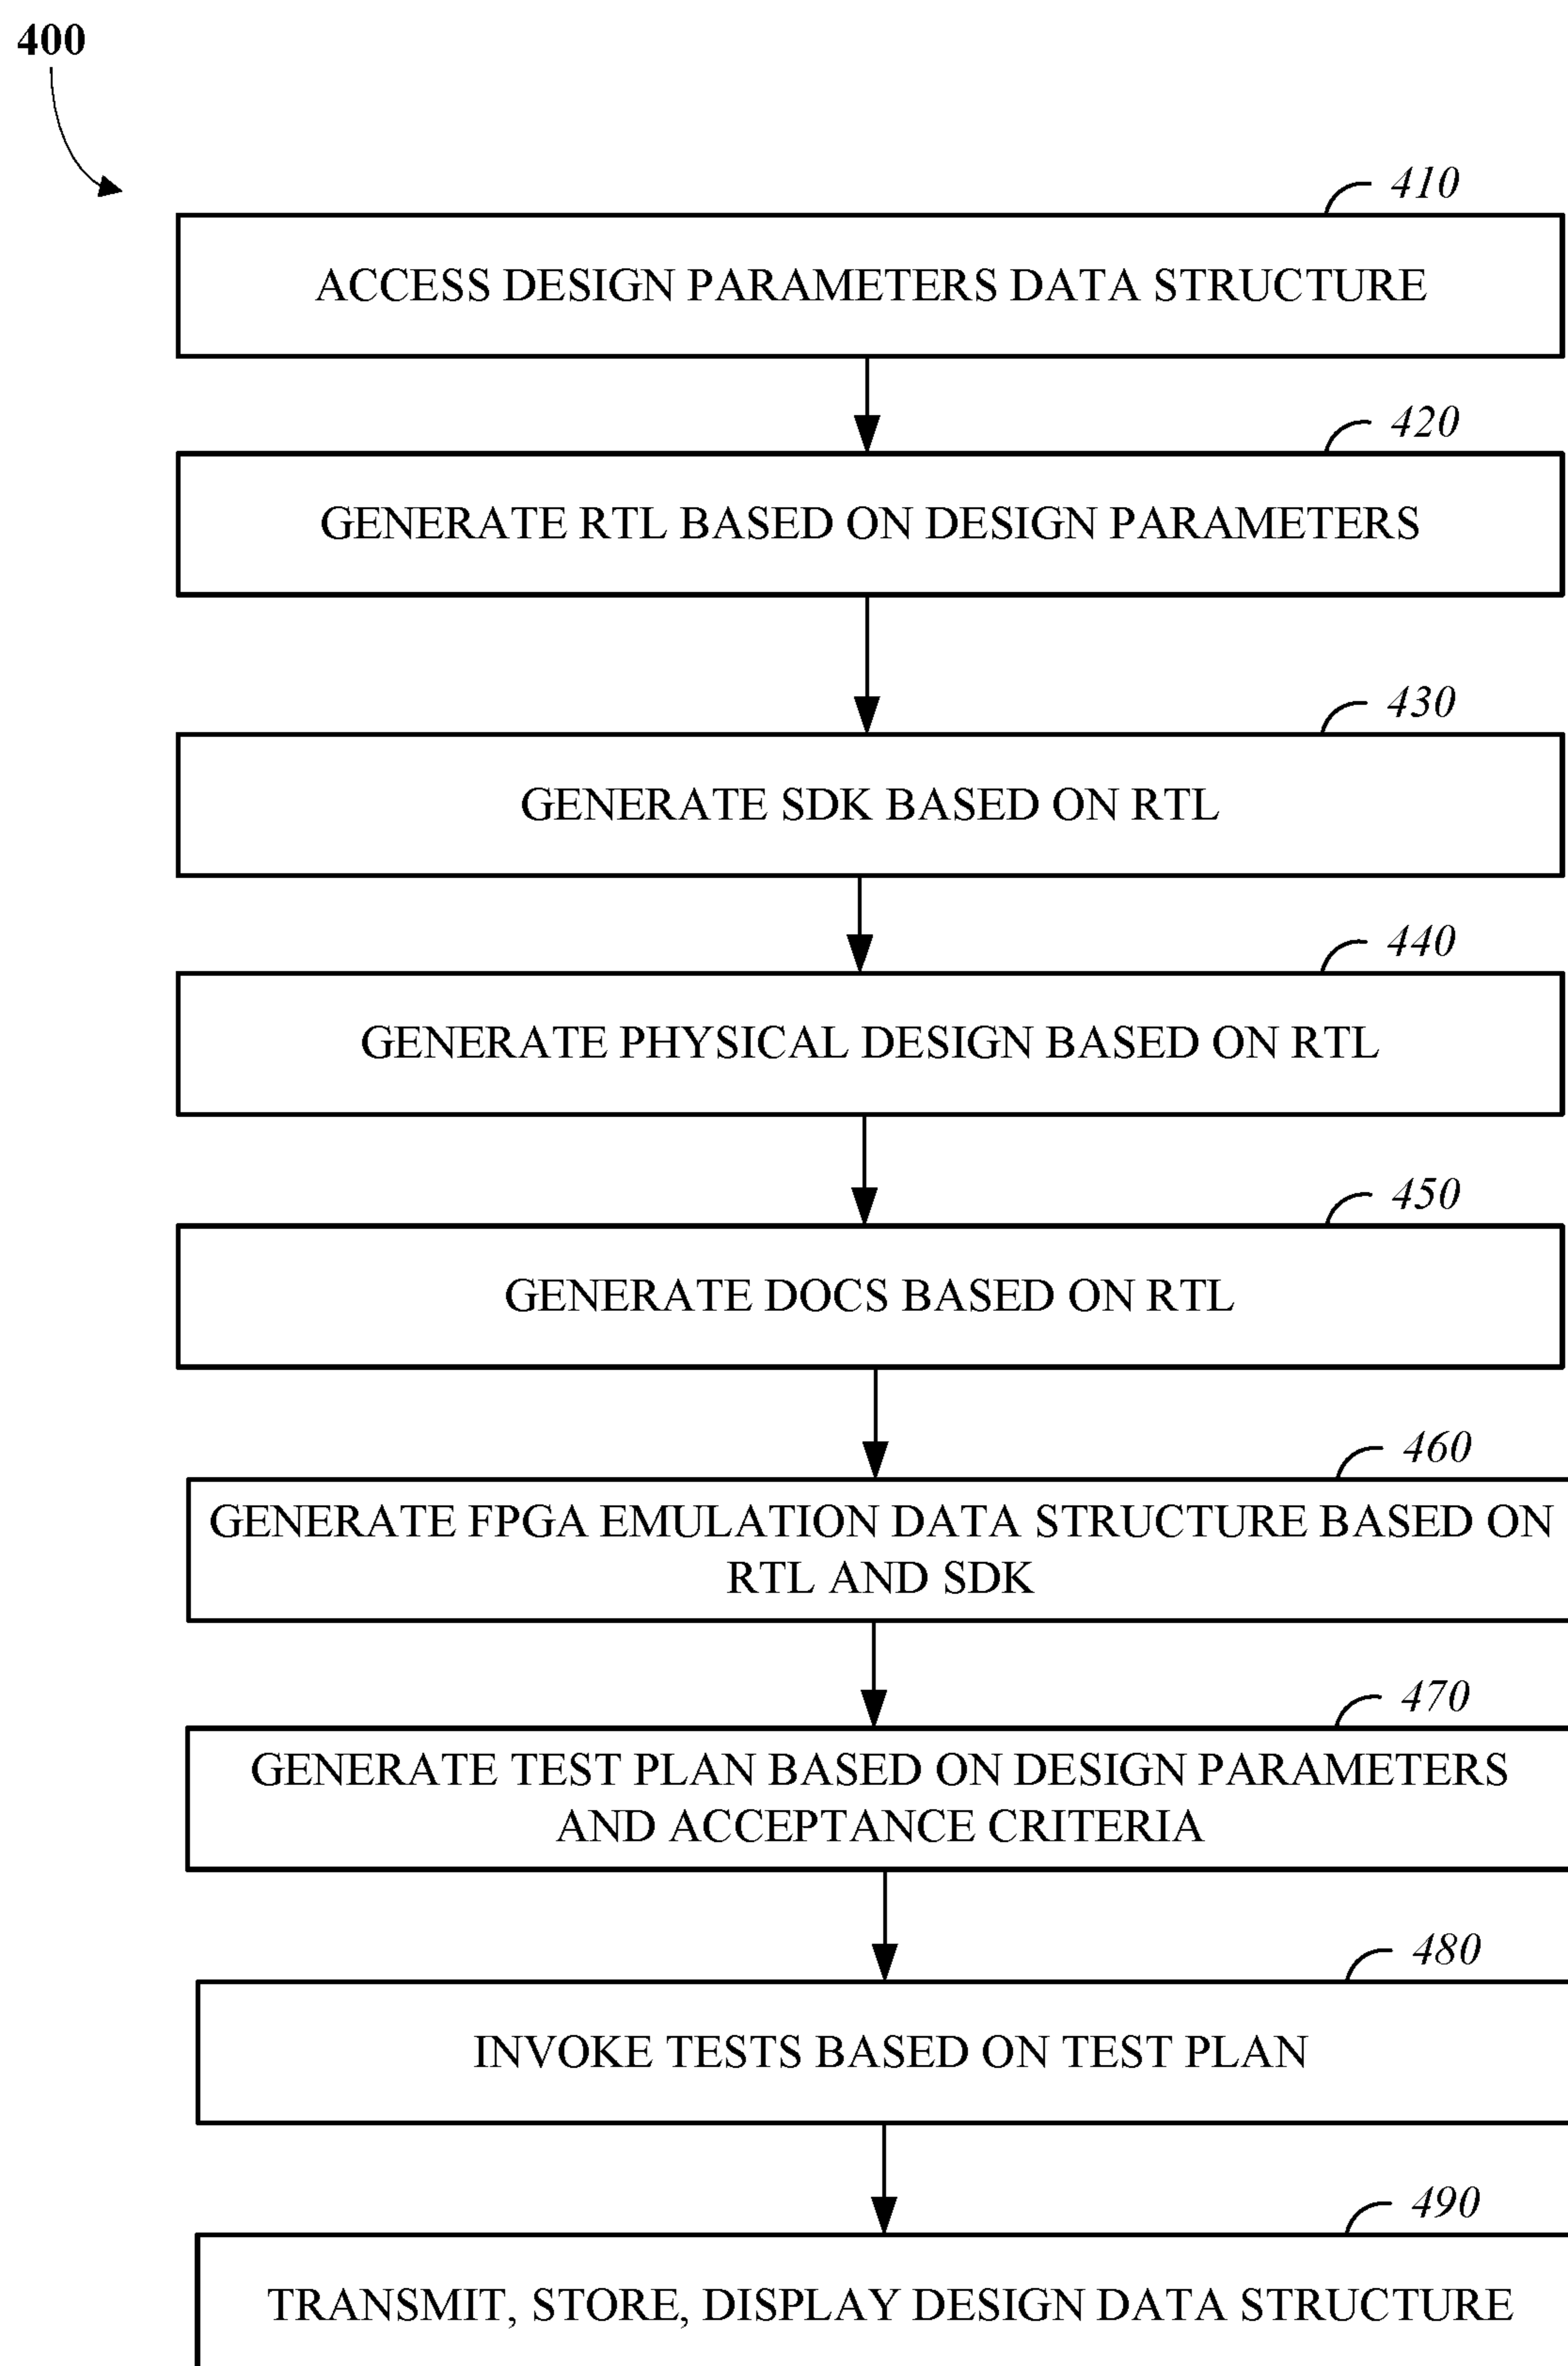 400
410
ACCESS DESIGN PARAMETERS DATA STRUCTURE
420
GENERATE RTL BASED ON DESIGN PARAMETERS
430
GENERATE SDK BASED ON RTL
440
GENERATE PHYSICAL DESIGN BASED ON RTL
450
GENERATE DOCS BASED ON RTL
460
GENERATE FPGA EMULATION DATA STRUCTURE BASED ON
RTL AND SDK
470
GENERATE TEST PLAN BASED ON DESIGN PARAMETERS
AND ACCEPTANCE CRITERIA
480
INVOKE TESTS BASED ON TEST PLAN
490
TRANSMIT, STORE, DISPLAY DESIGN DATA STRUCTURE